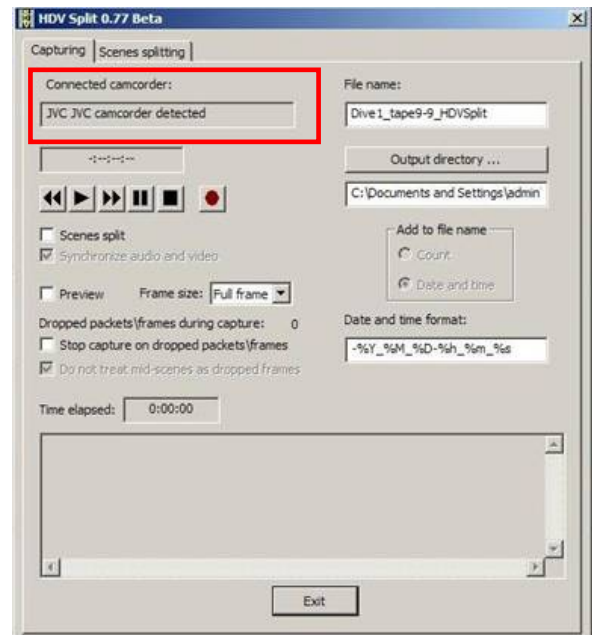 HDV Split 0.77 Beta
Capturing
Scenes splitting
Connected camcorder:
JVC JVC camcorder detected
File name:
Dive1_tape9-9_HDVSplit
-:--:--:--
Output directory ...
C:\Documents and Settings\admin
Scenes split
Synchronize audio and video
Add to file name
Count
Date and time
Preview
Frame size:
Full frame
Dropped packets\frames during capture: 0
Stop capture on dropped packets\frames
Do not treat mid-scenes as dropped frames
Date and time format:
-%Y_%M_%D-%h_%m_%s
Time elapsed:
0:00:00
Exit